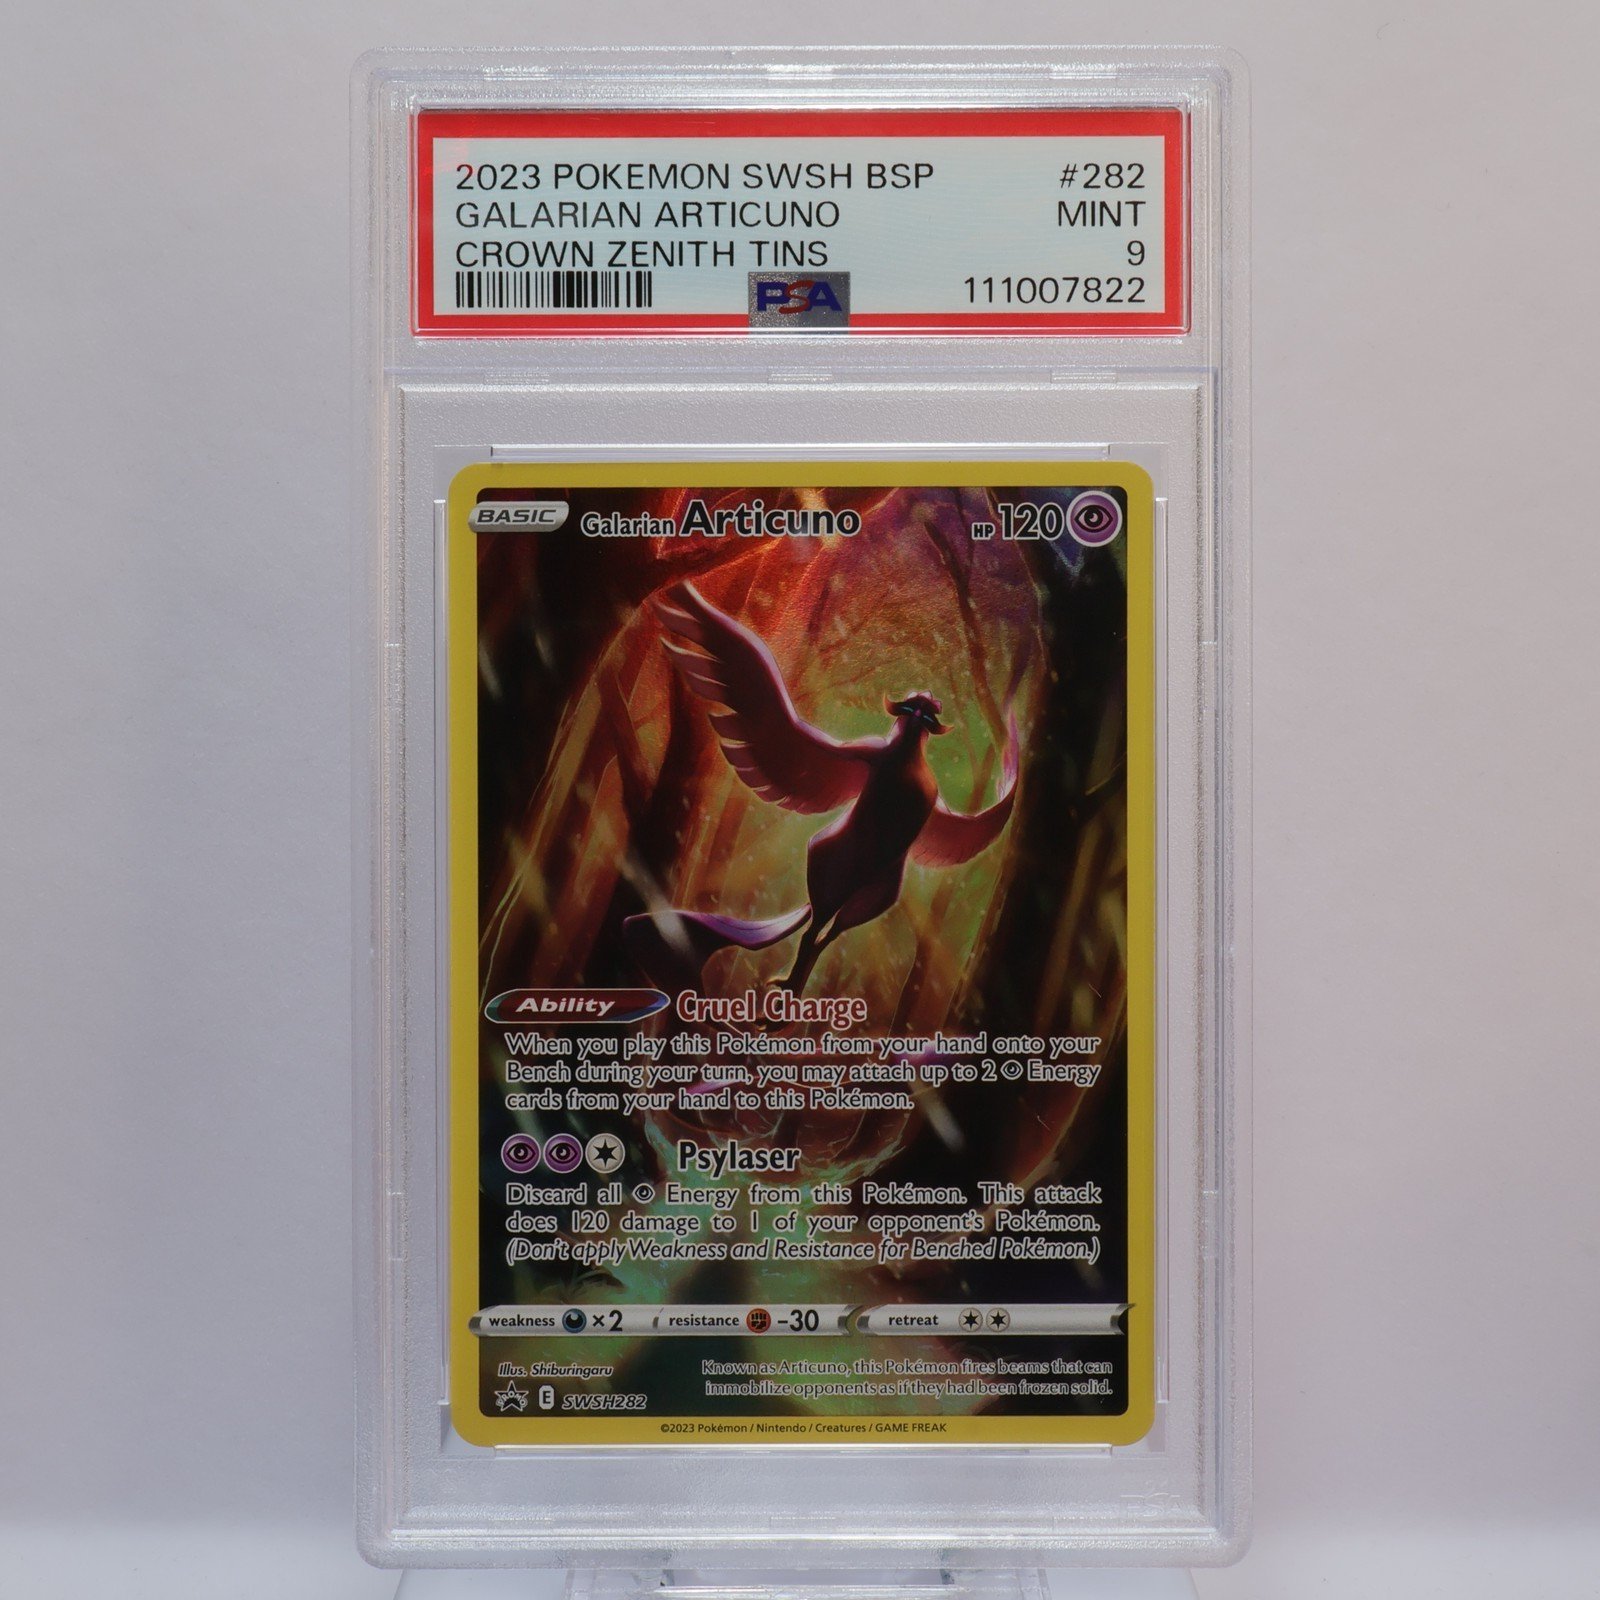 2023 POKEMON SWSH BSP #282
GALARIAN ARTICUNO MINT
CROWN ZENITH TINS 9
PSA 111007822
BASIC Galarian Articuno HP 120
Ability Cruel Charge
When you play this Pokémon from your hand onto your
Bench during your turn, you may attach up to 2 Energy
cards from your hand to this Pokémon.
Psylaser
Discard all Energy from this Pokémon. This attack
does 120 damage to 1 of your opponent's Pokémon.
(Don't apply Weakness and Resistance for Benched Pokémon.)
weakness ×2 resistance -30 retreat
Illus. Shiburingaru
Known as Articuno, this Pokémon fires beams that can
immobilize opponents as if they had been frozen solid.
E SWSH282
©2023 Pokémon / Nintendo / Creatures / GAME FREAK
PSA